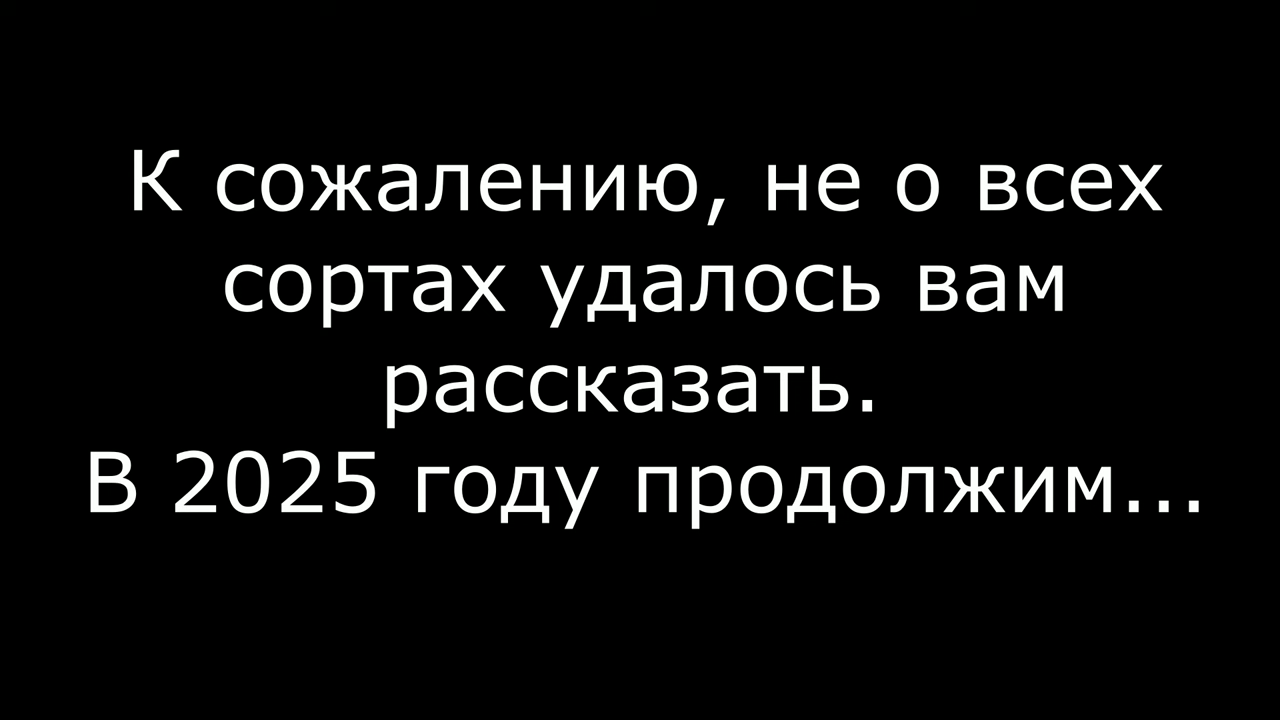 К сожалению, не о всех
сортах удалось вам
рассказать.
В 2025 году продолжим...